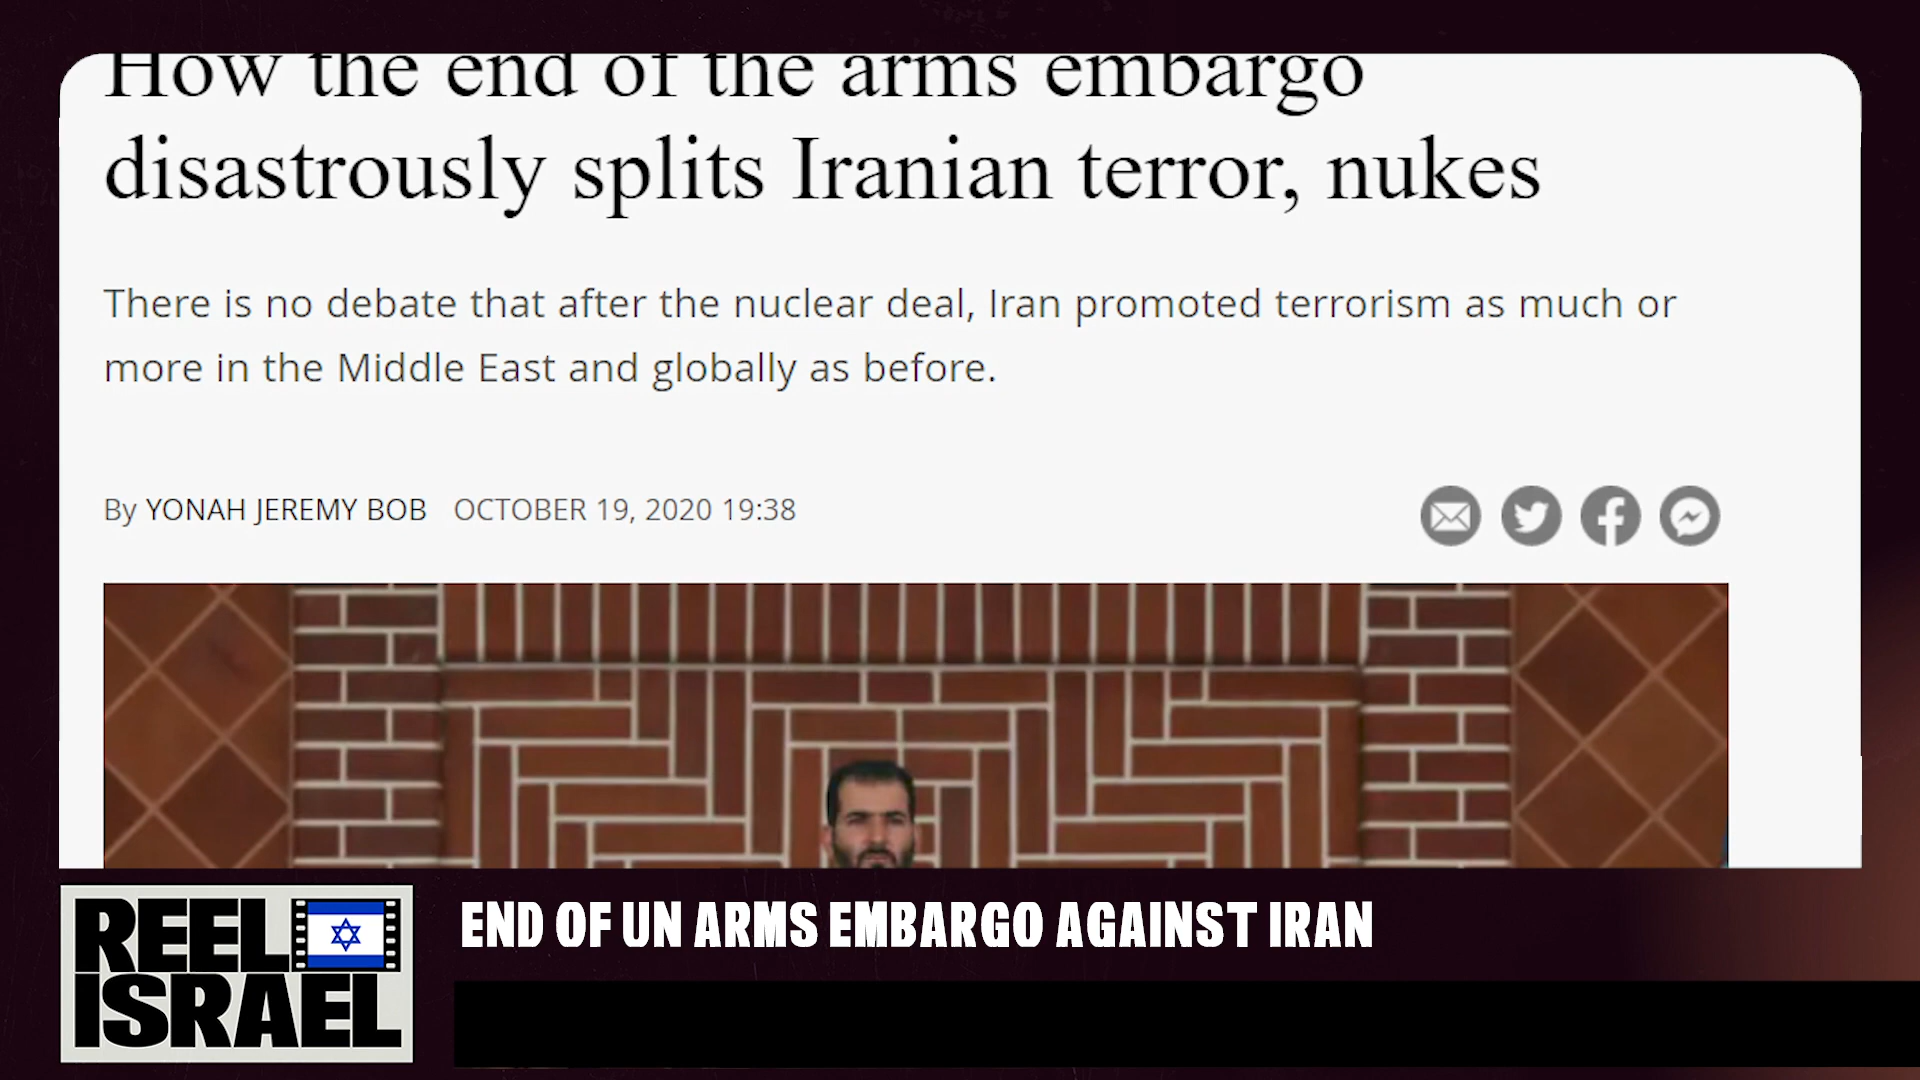 How the end of the arms embargo
disastrously splits Iranian terror, nukes
There is no debate that after the nuclear deal, Iran promoted terrorism as much or
more in the Middle East and globally as before.
By YONAH JEREMY BOB OCTOBER 19, 2020 19:38
REEL
ISRAEL
END OF UN ARMS EMBARGO AGAINST IRAN